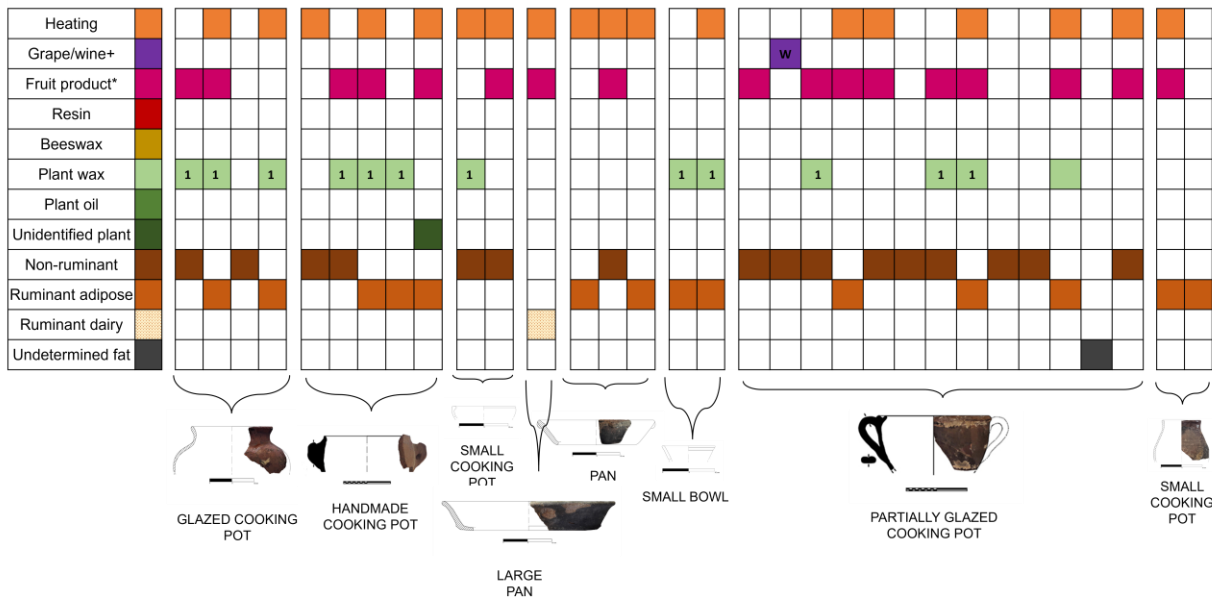 Heating
Grape/wine+
W
Fruit product*
Resin
Beeswax
Plant wax
1 1 1 1 1 1 1 1 1 1 1 1
Plant oil
Unidentified plant
Non-ruminant
Ruminant adipose
Ruminant dairy
Undetermined fat
GLAZED COOKING
POT
HANDMADE
COOKING POT
SMALL
COOKING
POT
LARGE
PAN
PAN
SMALL BOWL
PARTIALLY GLAZED
COOKING POT
SMALL
COOKING
POT